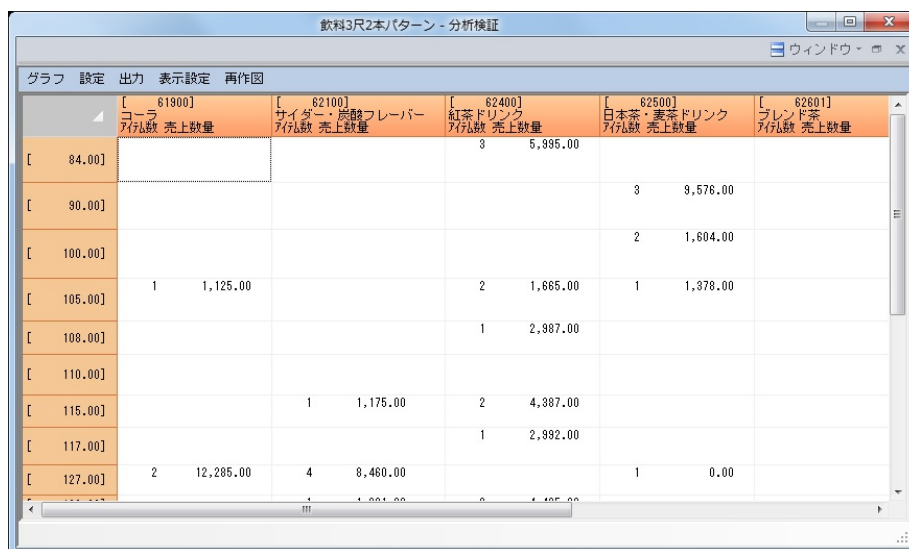 飲料3尺2本パターン - 分析検証
ウィンドウ
グラフ 設定 出力 表示設定 再作図
[ 61900] [ 62100] [ 62400] [ 62500] [ 62601]
コーラ サイダー・炭酸フレーバー 紅茶ドリンク 日本茶・麦茶ドリンク ブレンド茶
ｱｲﾃﾑ数 売上数量 ｱｲﾃﾑ数 売上数量 ｱｲﾃﾑ数 売上数量 ｱｲﾃﾑ数 売上数量 ｱｲﾃﾑ数 売上数量
[ 84.00] 3 5,995.00
[ 90.00] 3 9,576.00
[ 100.00] 2 1,604.00
[ 105.00] 1 1,125.00 2 1,665.00 1 1,378.00
[ 108.00] 1 2,987.00
[ 110.00]
[ 115.00] 1 1,175.00 2 4,387.00
[ 117.00] 1 2,992.00
[ 127.00] 2 12,285.00 4 8,460.00 1 0.00